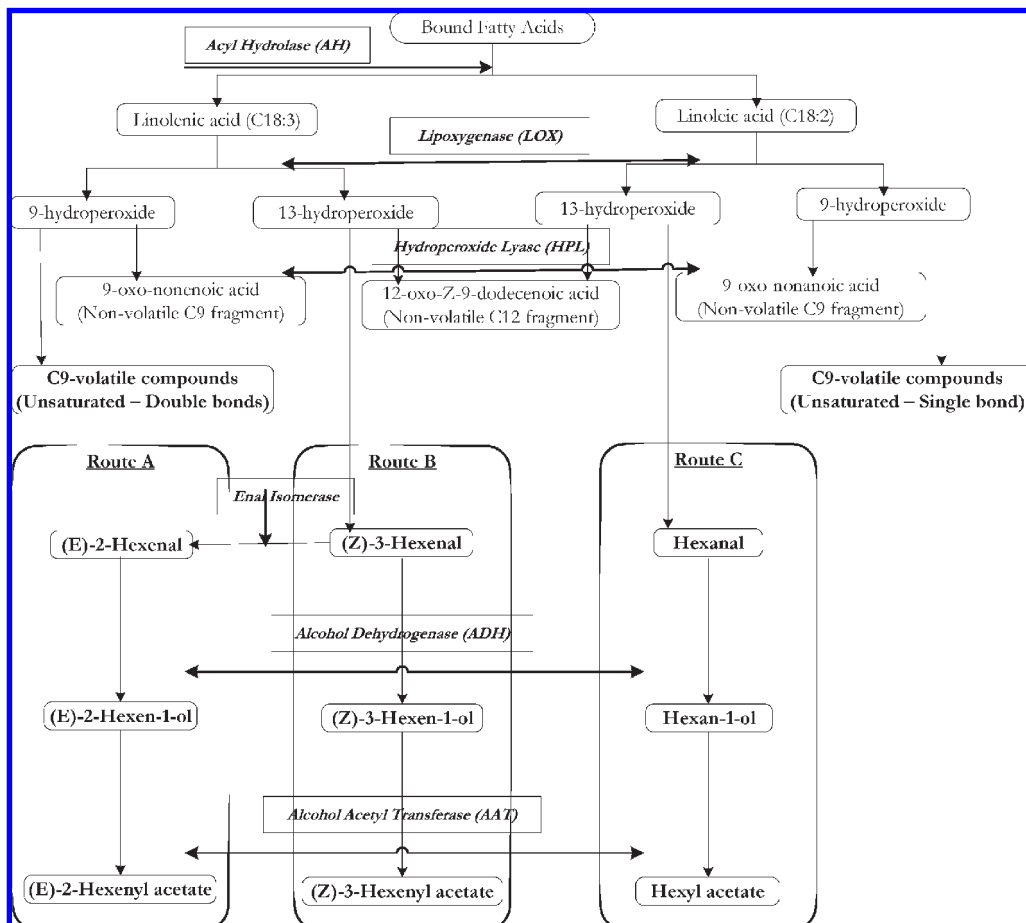 Bound Fatty Acids
Acyl Hydrolase (AH)
Linolenic acid (C18:3)
Linoleic acid (C18:2)
Lipoxygenase (LOX)
9-hydroperoxide
13-hydroperoxide
13-hydroperoxide
9-hydroperoxide
Hydroperoxide Lyase (HPL)
9-oxo-nonenoic acid
(Non-volatile C9 fragment)
12-oxo-Z-9-dodecenoic acid
(Non-volatile C12 fragment)
9 oxo nonanoic acid
(Non-volatile C9 fragment)
C9-volatile compounds
(Unsaturated – Double bonds)
C9-volatile compounds
(Unsaturated – Single bond)
Route A
Route B
Route C
Enal Isomerase
(E)-2-Hexenal
(Z)-3-Hexenal
Hexanal
Alcohol Dehydrogenase (ADH)
(E)-2-Hexen-1-ol
(Z)-3-Hexen-1-ol
Hexan-1-ol
Alcohol Acetyl Transferase (AAT)
(E)-2-Hexenyl acetate
(Z)-3-Hexenyl acetate
Hexyl acetate